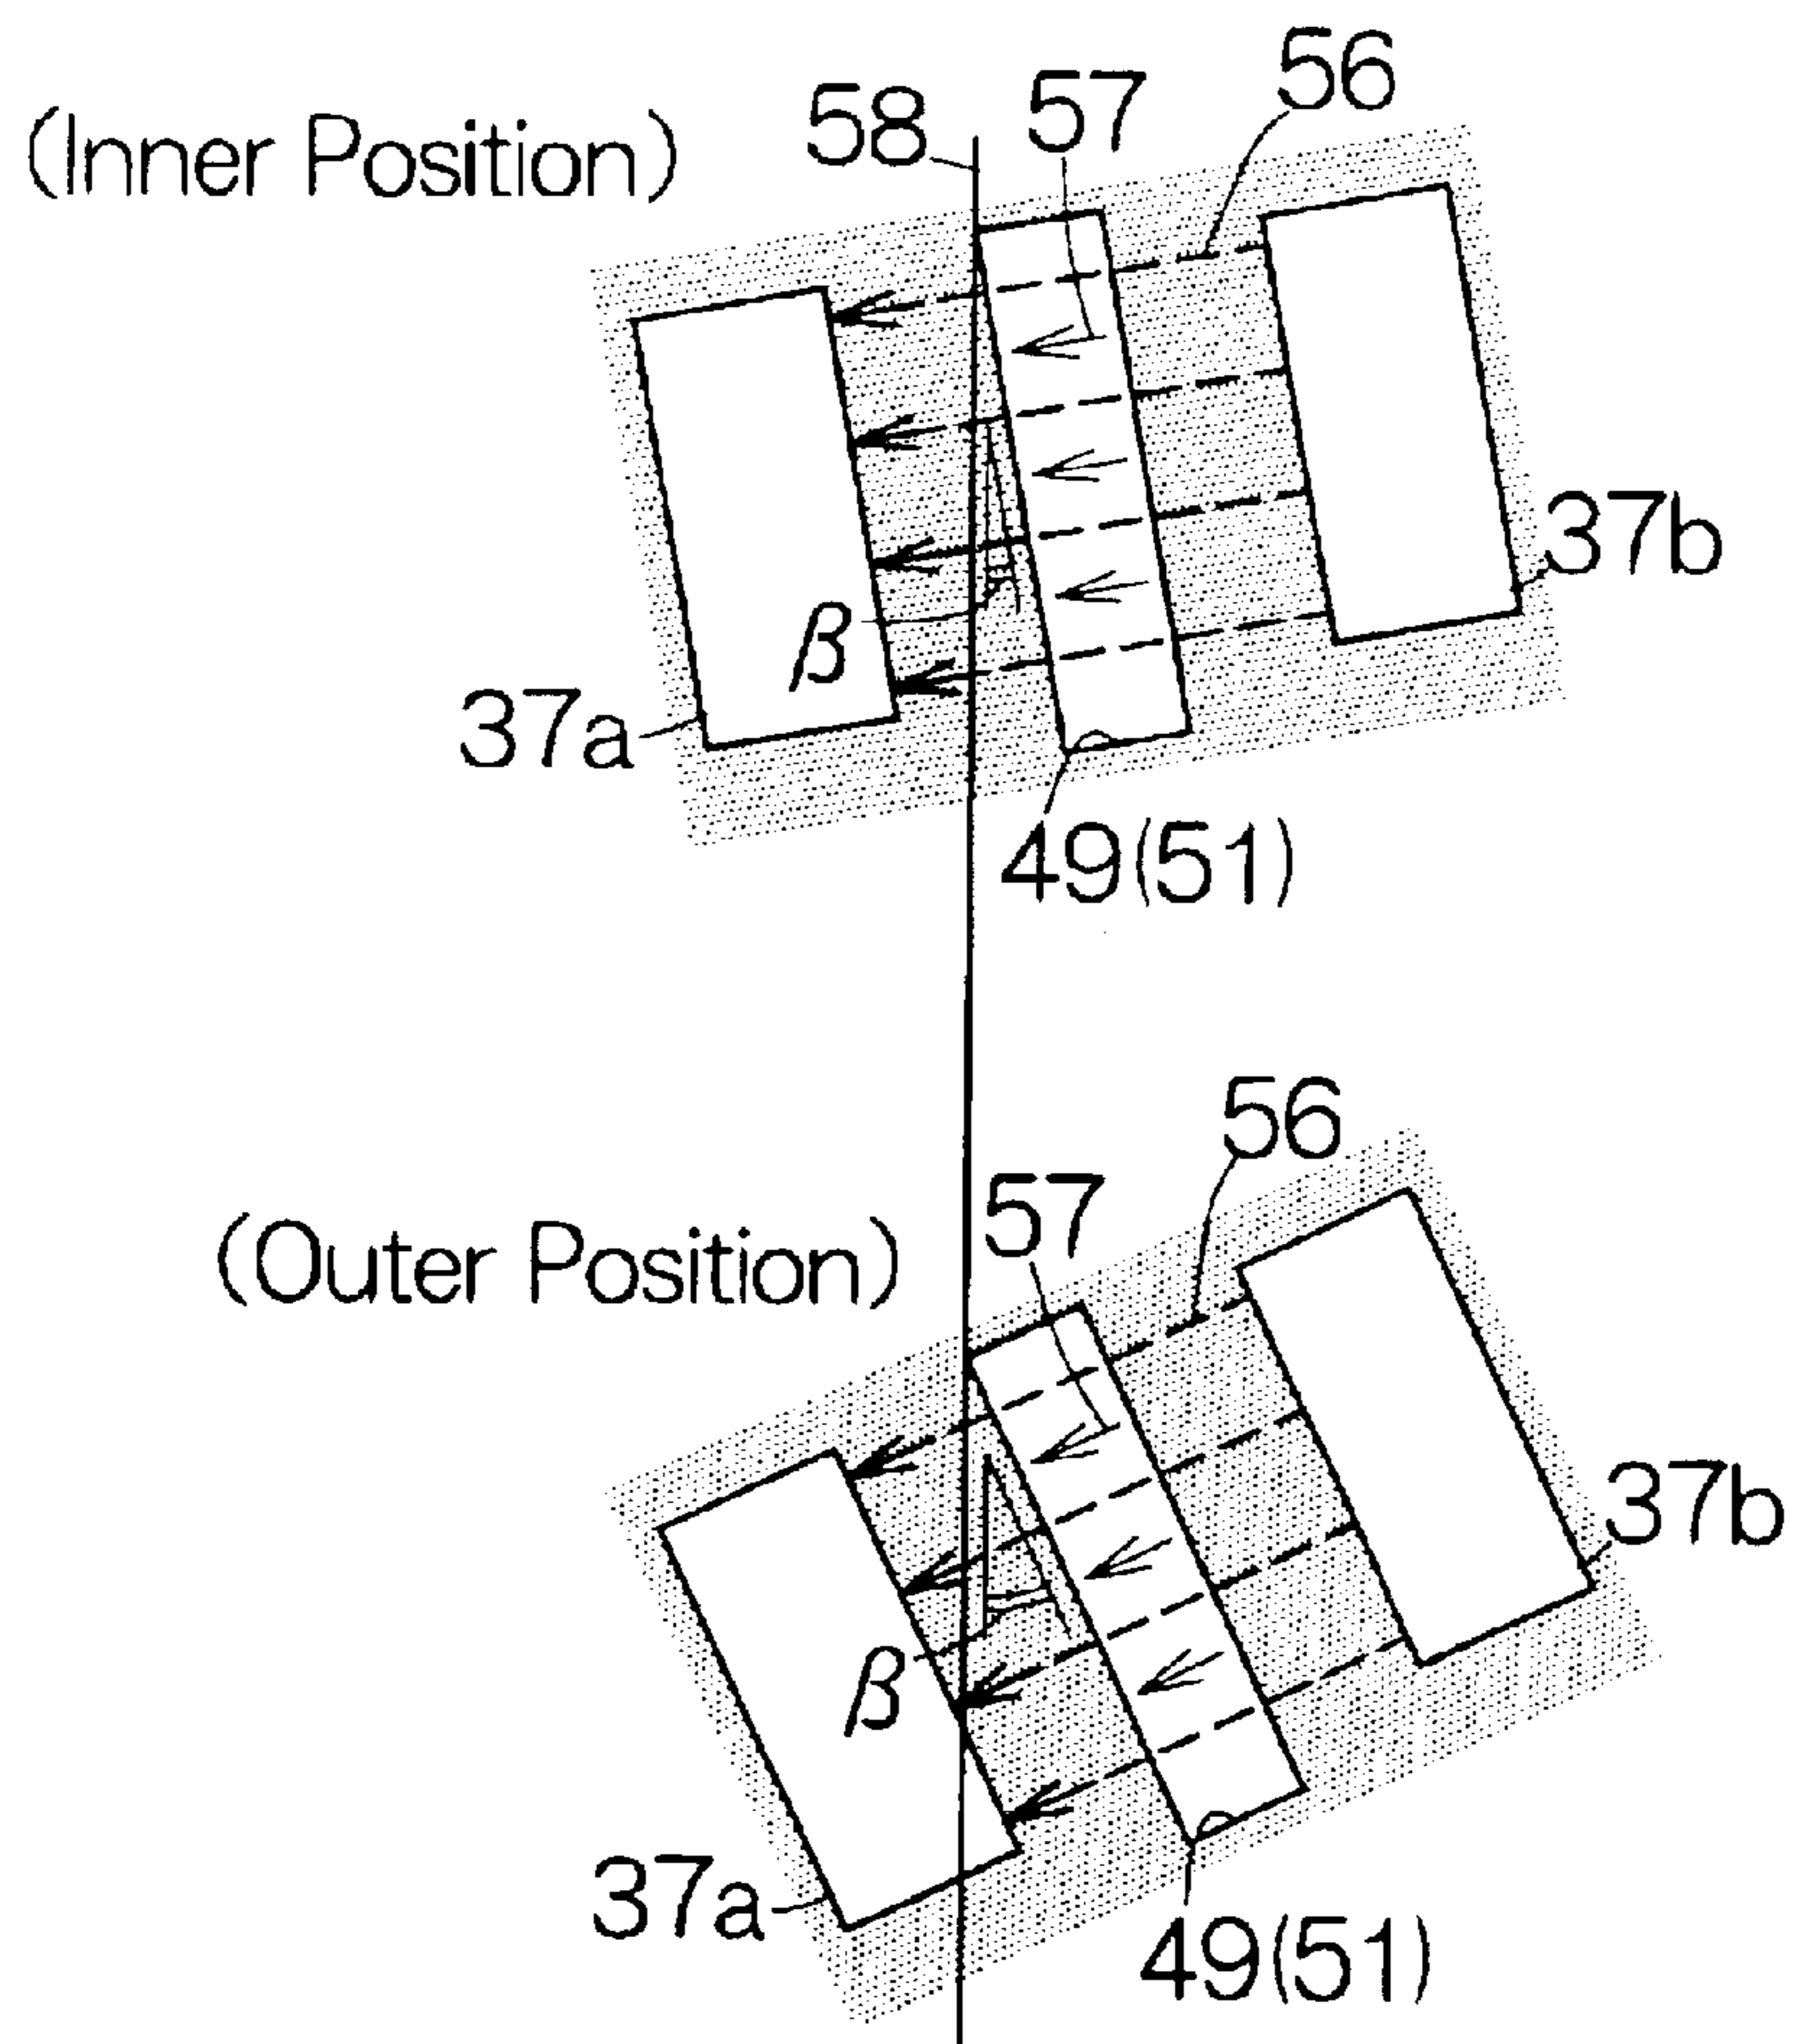 56
58
57
(Inner Position)
37b
β
37a
49(51)
56
57
(Outer Position)
37b
β
37a
49(51)